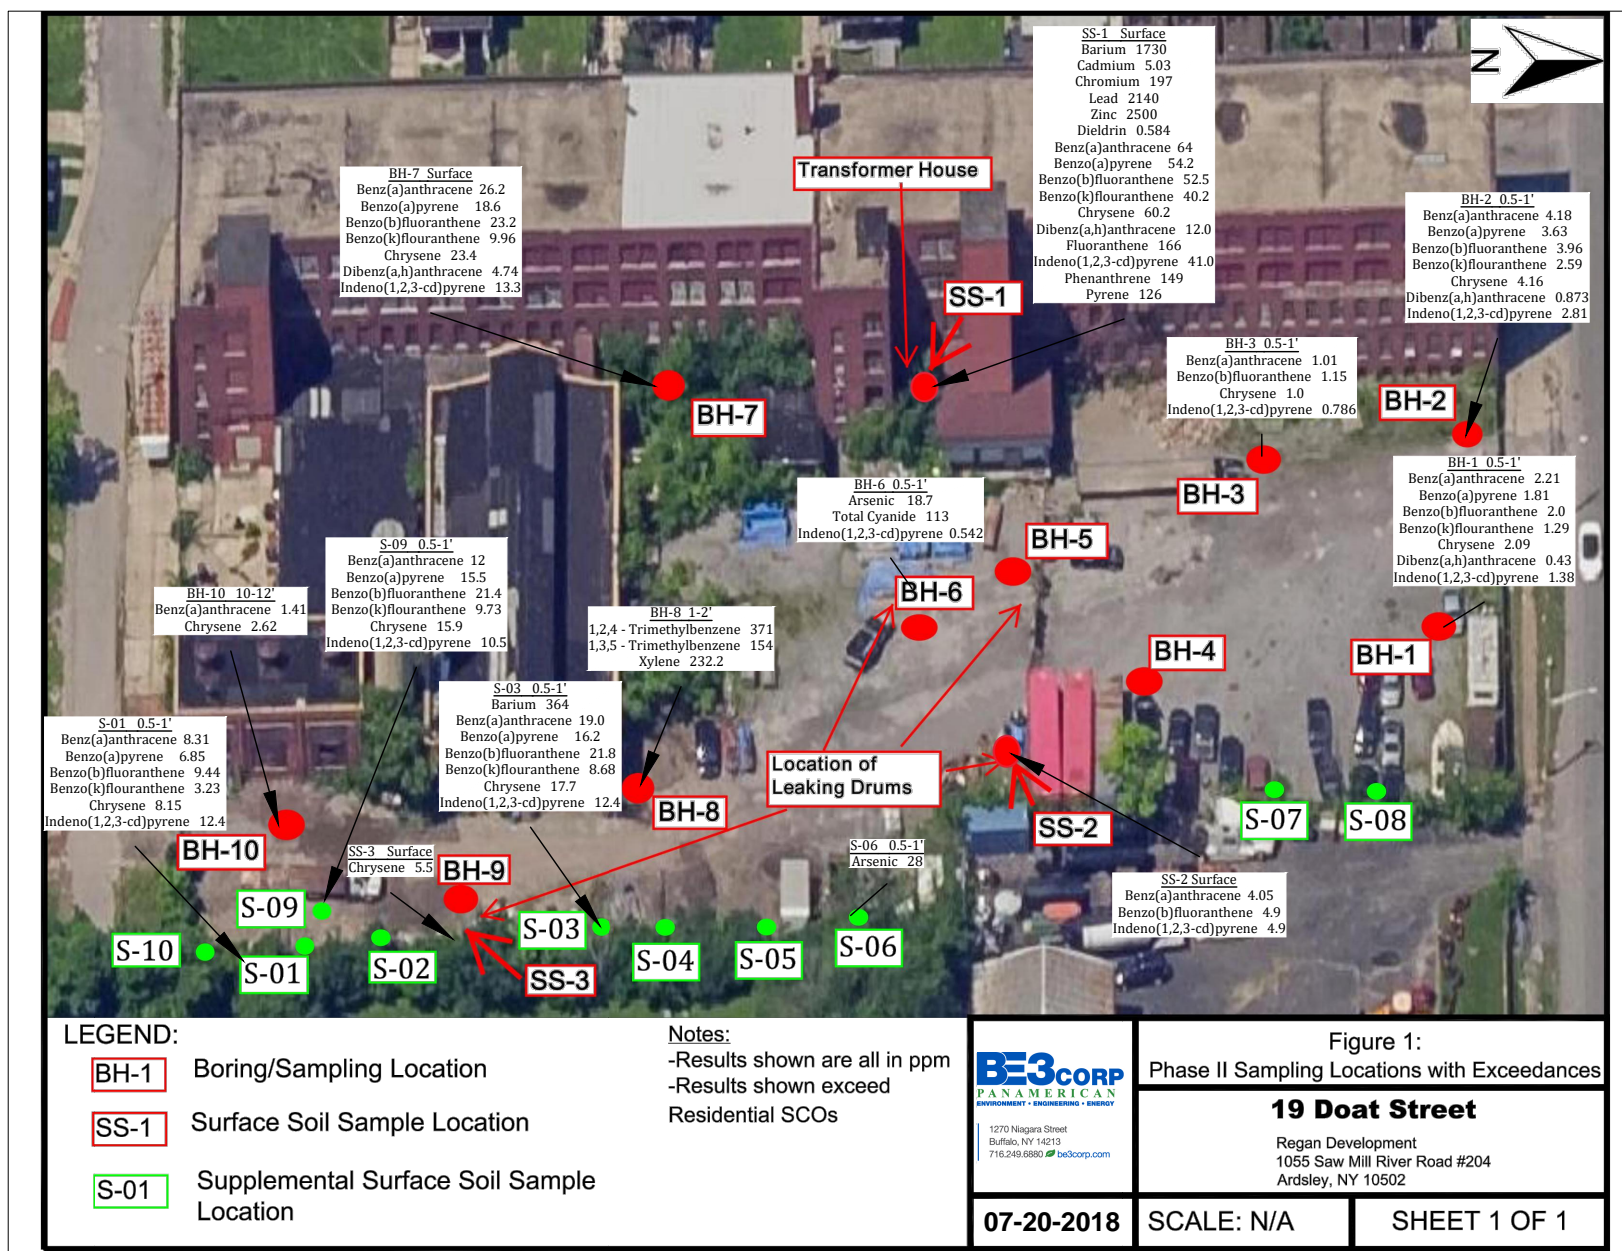 SS-1 Surface
Barium 1730
Cadmium 5.03
Chromium 197
Lead 2140
Zinc 2500
Dieldrin 0.584
Benz(a)anthracene 64
Benzo(a)pyrene 54.2
Benzo(b)fluoranthene 52.5
Benzo(k)flouranthene 40.2
Chrysene 60.2
Dibenz(a,h)anthracene 12.0
Fluoranthene 166
Indeno(1,2,3-cd)pyrene 41.0
Phenanthrene 149
Pyrene 126
N
Transformer House
BH-7 Surface
Benz(a)anthracene 26.2
Benzo(a)pyrene 18.6
Benzo(b)flouranthene 23.2
Benzo(k)flouranthene 9.96
Chrysene 23.4
Dibenz(a,h)anthracene 4.74
Indeno(1,2,3-cd)pyrene 13.3
BH-2 0.5-1'
Benz(a)anthracene 4.18
Benzo(a)pyrene 3.63
Benzo(b)fluoranthene 3.96
Benzo(k)flouranthene 2.59
Chrysene 4.16
Dibenz(a,h)anthracene 0.873
Indeno(1,2,3-cd)pyrene 2.81
SS-1
BH-3 0.5-1'
Benz(a)anthracene 1.01
Benzo(b)fluoranthene 1.15
Chrysene 1.0
Indeno(1,2,3-cd)pyrene 0.786
BH-7
BH-2
BH-3
BH-1 0.5-1'
Benz(a)anthracene 2.21
Benzo(a)pyrene 1.81
Benzo(b)fluoranthene 2.0
Benzo(k)flouranthene 1.29
Chrysene 2.09
Dibenz(a,h)anthracene 0.43
Indeno(1,2,3-cd)pyrene 1.38
BH-6 0.5-1'
Arsenic 18.7
Total Cyanide 113
Indeno(1,2,3-cd)pyrene 0.542
BH-5
BH-6
S-09 0.5-1'
Benz(a)anthracene 12
Benzo(a)pyrene 15.5
Benzo(b)flouranthene 21.4
Benzo(k)flouranthene 9.73
Chrysene 15.9
Indeno(1,2,3-cd)pyrene 10.5
BH-10 10-12'
Benz(a)anthracene 1.41
Chrysene 2.62
BH-8 1-2'
1,2,4 - Trimethylbenzene 371
1,3,5 - Trimethylbenzene 154
Xylene 232.2
BH-4
BH-1
S-03 0.5-1'
Barium 364
Benz(a)anthracene 19.0
Benzo(a)pyrene 16.2
Benzo(b)fluoranthene 21.8
Benzo(k)flouranthene 8.68
Chrysene 17.7
Indeno(1,2,3-cd)pyrene 12.4
S-01 0.5-1'
Benz(a)anthracene 8.31
Benzo(a)pyrene 6.85
Benzo(b)fluoranthene 9.44
Benzo(k)flouranthene 3.23
Chrysene 8.15
Indeno(1,2,3-cd)pyrene 12.4
Location of
Leaking Drums
BH-8
SS-2
S-07
S-08
BH-10
SS-3 Surface
Chrysene 5.5
BH-9
S-06 0.5-1'
Arsenic 28
SS-2 Surface
Benz(a)anthracene 4.05
Benzo(b)fluoranthene 4.9
Indeno(1,2,3-cd)pyrene 4.9
S-09
S-10
S-01
S-02
SS-3
S-03
S-04
S-05
S-06
LEGEND:
BH-1 Boring/Sampling Location
SS-1 Surface Soil Sample Location
S-01 Supplemental Surface Soil Sample
Location
Notes:
-Results shown are all in ppm
-Results shown exceed
Residential SCOs
BE3CORP
PANAMERICAN
ENVIRONMENT • ENGINEERING • ENERGY
1270 Niagara Street
Buffalo, NY 14213
716.249.6880 be3corp.com
Figure 1:
Phase II Sampling Locations with Exceedances
19 Doat Street
Regan Development
1055 Saw Mill River Road #204
Ardsley, NY 10502
07-20-2018
SCALE: N/A
SHEET 1 OF 1